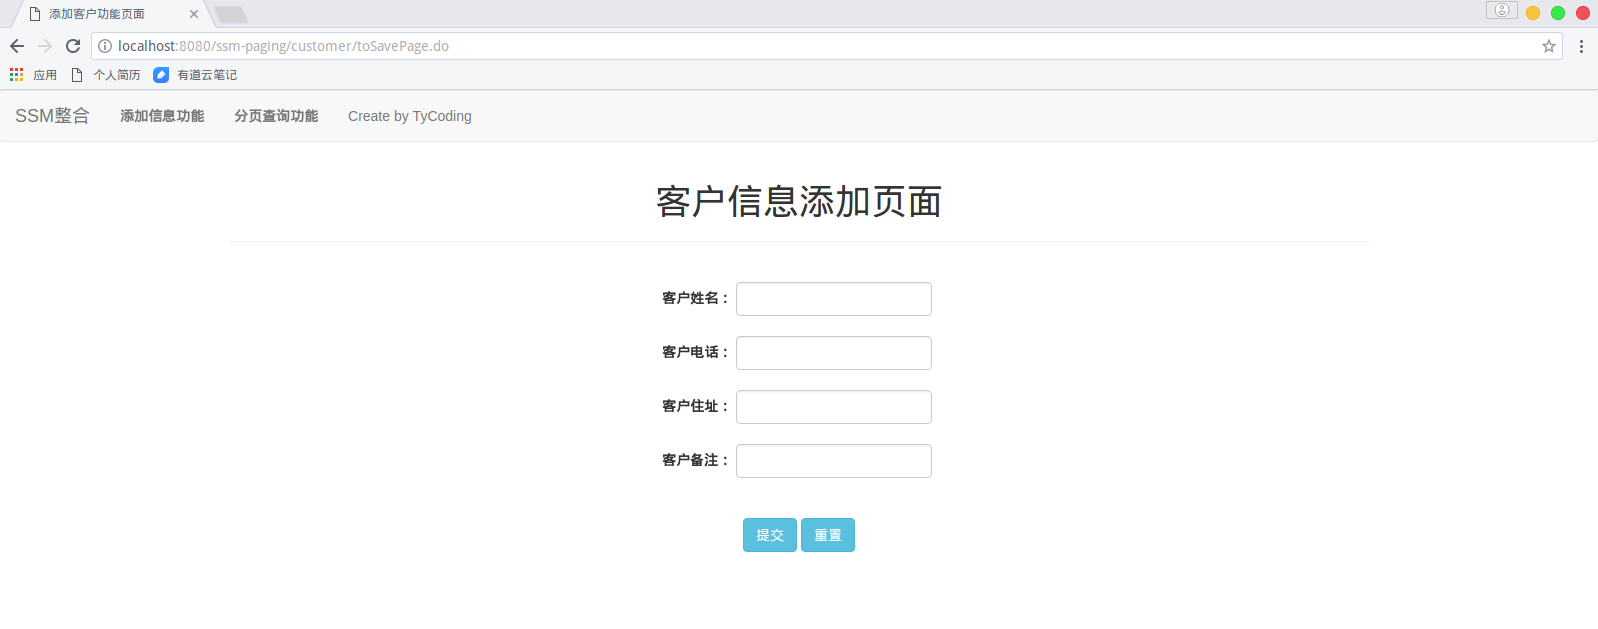 添加客户功能页面
localhost:8080/ssm-paging/customer/toSavePage.do
应用 个人简历 有道云笔记
SSM整合 添加信息功能 分页查询功能 Create by TyCoding
客户信息添加页面
客户姓名：
客户电话：
客户住址：
客户备注：
提交 重置